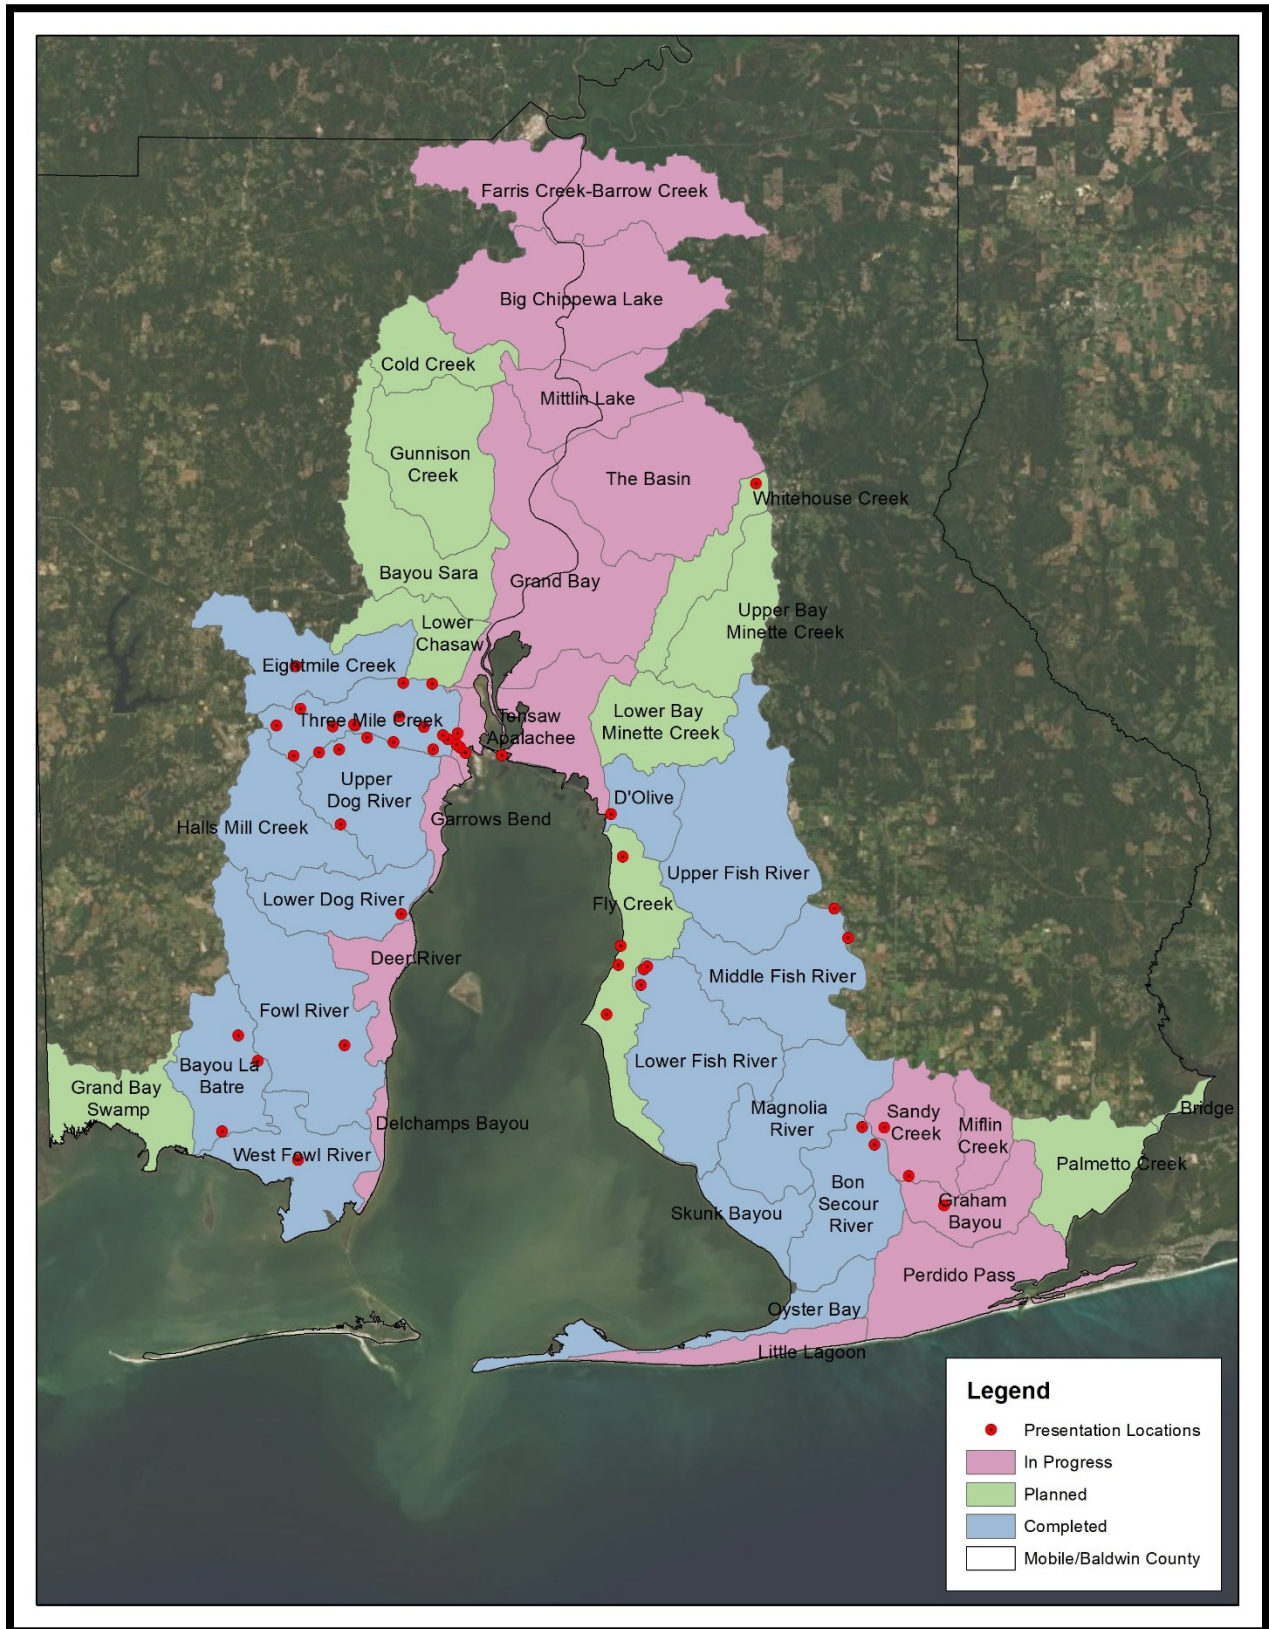 Farris Creek-Barrow Creek
Big Chippewa Lake
Cold Creek
Mittlin Lake
Gunnison
Creek
The Basin
Whitehouse Creek
Bayou Sara
Grand Bay
Lower
Chasaw
Upper Bay
Minette Creek
Eightmile Creek
Three Mile Creek
Tensaw
Apalachee
Lower Bay
Minette Creek
Upper
Dog River
D'Olive
Halls Mill Creek
Garrows Bend
Upper Fish River
Lower Dog River
Fly Creek
Deer River
Middle Fish River
Fowl River
Bayou La
Batre
Lower Fish River
Grand Bay
Swamp
Magnolia
River
Sandy
Creek
Miflin
Creek
Bridge
Delchamps Bayou
West Fowl River
Palmetto Creek
Skunk Bayou
Bon
Secour
River
Graham
Bayou
Perdido Pass
Oyster Bay
Little Lagoon
Legend
Presentation Locations
In Progress
Planned
Completed
Mobile/Baldwin County